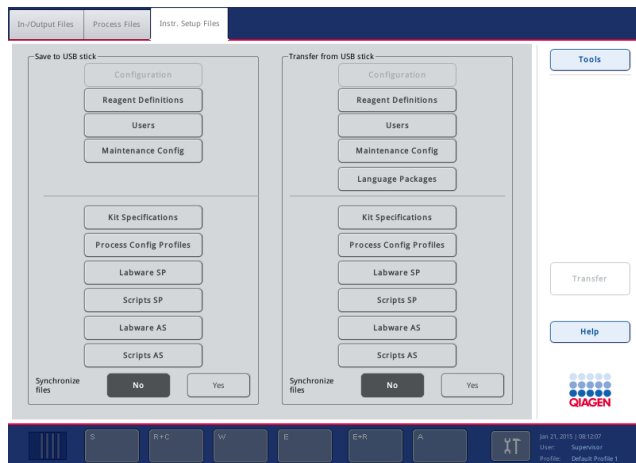 In-/Output Files
Process Files
Instr. Setup Files
Save to USB stick
Configuration
Reagent Definitions
Users
Maintenance Config
Kit Specifications
Process Config Profiles
Labware SP
Scripts SP
Labware AS
Scripts AS
Synchronize
files
No
Yes
Transfer from USB stick
Configuration
Reagent Definitions
Users
Maintenance Config
Language Packages
Kit Specifications
Process Config Profiles
Labware SP
Scripts SP
Labware AS
Scripts AS
Synchronize
files
No
Yes
Tools
Transfer
Help
QIAGEN
S
R+C
W
E
E+R
A
Jan 21, 2015 | 08:12:07
User: Supervisor
Profile: Default Profile 1